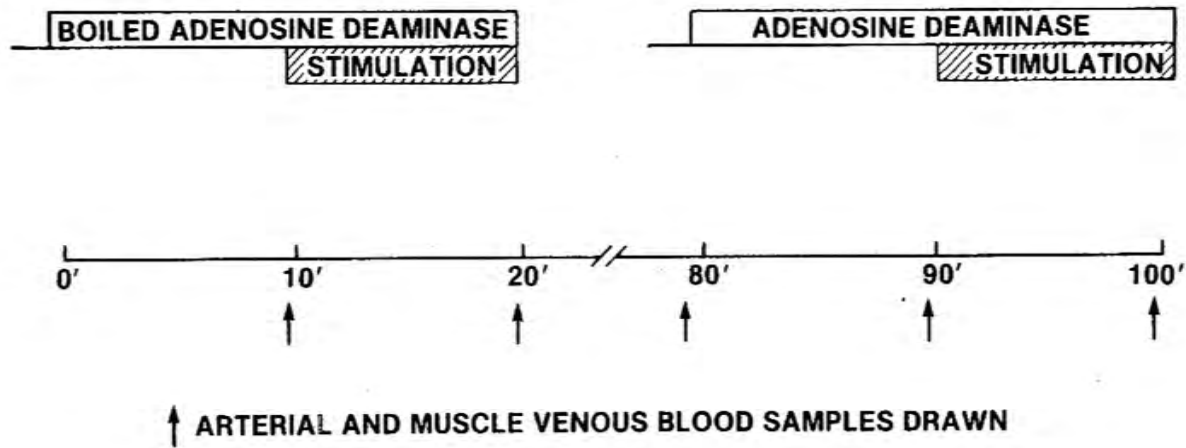 BOILED ADENOSINE DEAMINASE ADENOSINE DEAMINASE
STIMULATION STIMULATION
0' 10' 20' 80' 90' 100'
ARTERIAL AND MUSCLE VENOUS BLOOD SAMPLES DRAWN